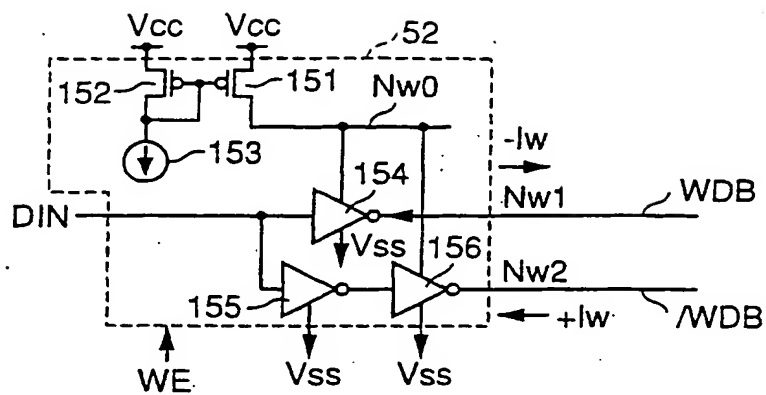 Vcc Vcc 52
152 151
Nw0
153
-Iw
154
Nw1 WDB
DIN
Vss 156
155
Nw2
+Iw /WDB
WE Vss Vss